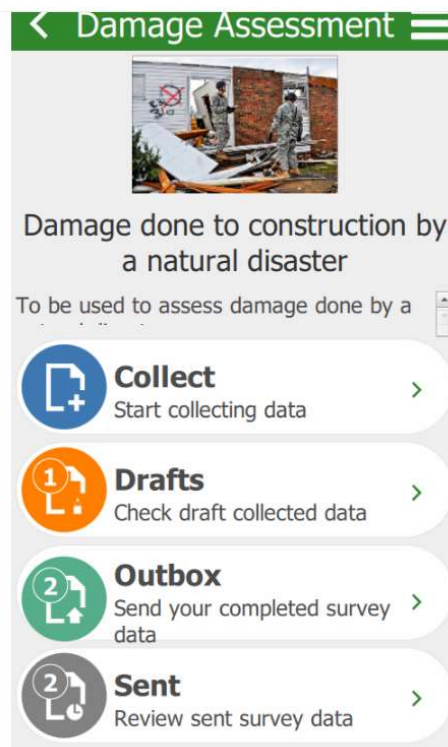 Damage Assessment
Damage done to construction by
a natural disaster
To be used to assess damage done by a
Collect
Start collecting data
1
Drafts
Check draft collected data
2
Outbox
Send your completed survey
data
2
Sent
Review sent survey data